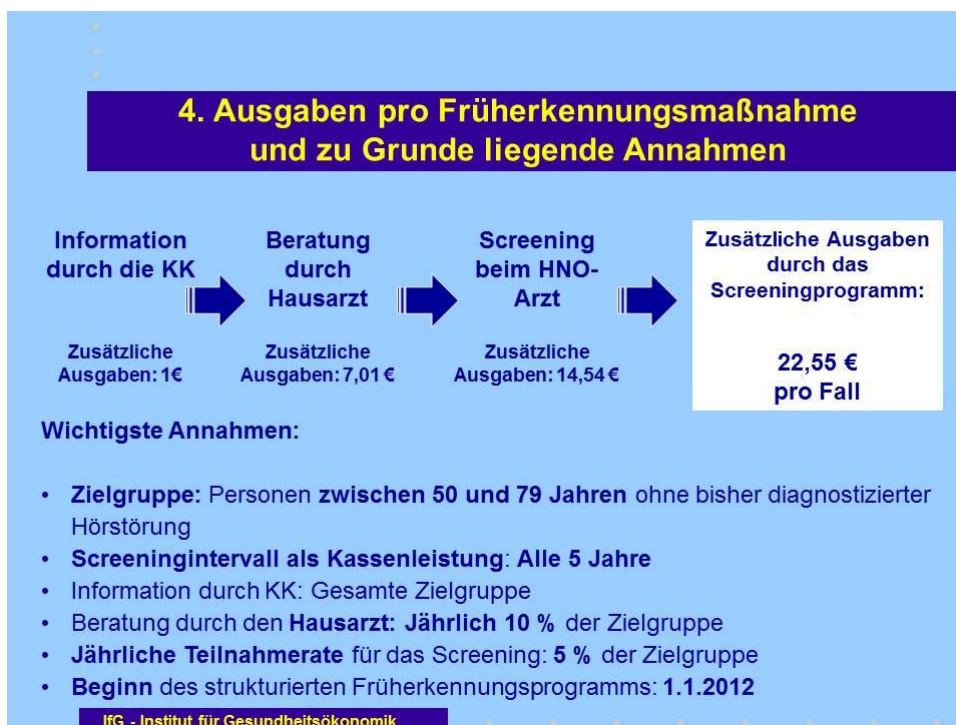 4. Ausgaben pro Früherkennungsmaßnahme
und zu Grunde liegende Annahmen
Information
durch die KK
Zusätzliche
Ausgaben: 1€
Beratung
durch
Hausarzt
Zusätzliche
Ausgaben: 7,01 €
Screening
beim HNO-
Arzt
Zusätzliche
Ausgaben: 14,54 €
Zusätzliche Ausgaben
durch das
Screeningprogramm:
22,55 €
pro Fall
Wichtigste Annahmen:
• Zielgruppe: Personen zwischen 50 und 79 Jahren ohne bisher diagnostizierter
Hörstörung
• Screeningintervall als Kassenleistung: Alle 5 Jahre
• Information durch KK: Gesamte Zielgruppe
• Beratung durch den Hausarzt: Jährlich 10 % der Zielgruppe
• Jährliche Teilnahmerate für das Screening: 5 % der Zielgruppe
• Beginn des strukturierten Früherkennungsprogramms: 1.1.2012
IfG - Institut für Gesundheitsökonomik